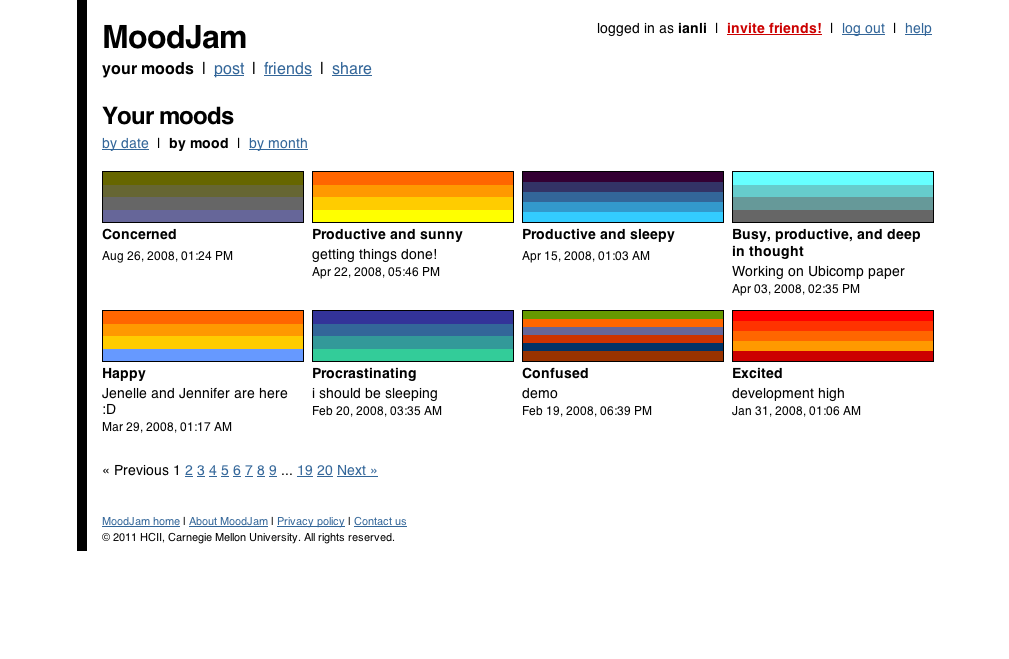 MoodJam
logged in as ianli | invite friends! | log out | help
your moods | post | friends | share
Your moods
by date | by mood | by month
Concerned
Aug 26, 2008, 01:24 PM
Productive and sunny
getting things done!
Apr 22, 2008, 05:46 PM
Productive and sleepy
Apr 15, 2008, 01:03 AM
Busy, productive, and deep
in thought
Working on Ubicomp paper
Apr 03, 2008, 02:35 PM
Happy
Jenelle and Jennifer are here
:D
Mar 29, 2008, 01:17 AM
Procrastinating
i should be sleeping
Feb 20, 2008, 03:35 AM
Confused
demo
Feb 19, 2008, 06:39 PM
Excited
development high
Jan 31, 2008, 01:06 AM
« Previous 1 2 3 4 5 6 7 8 9 ... 19 20 Next »
MoodJam home | About MoodJam | Privacy policy | Contact us
© 2011 HCII, Carnegie Mellon University. All rights reserved.